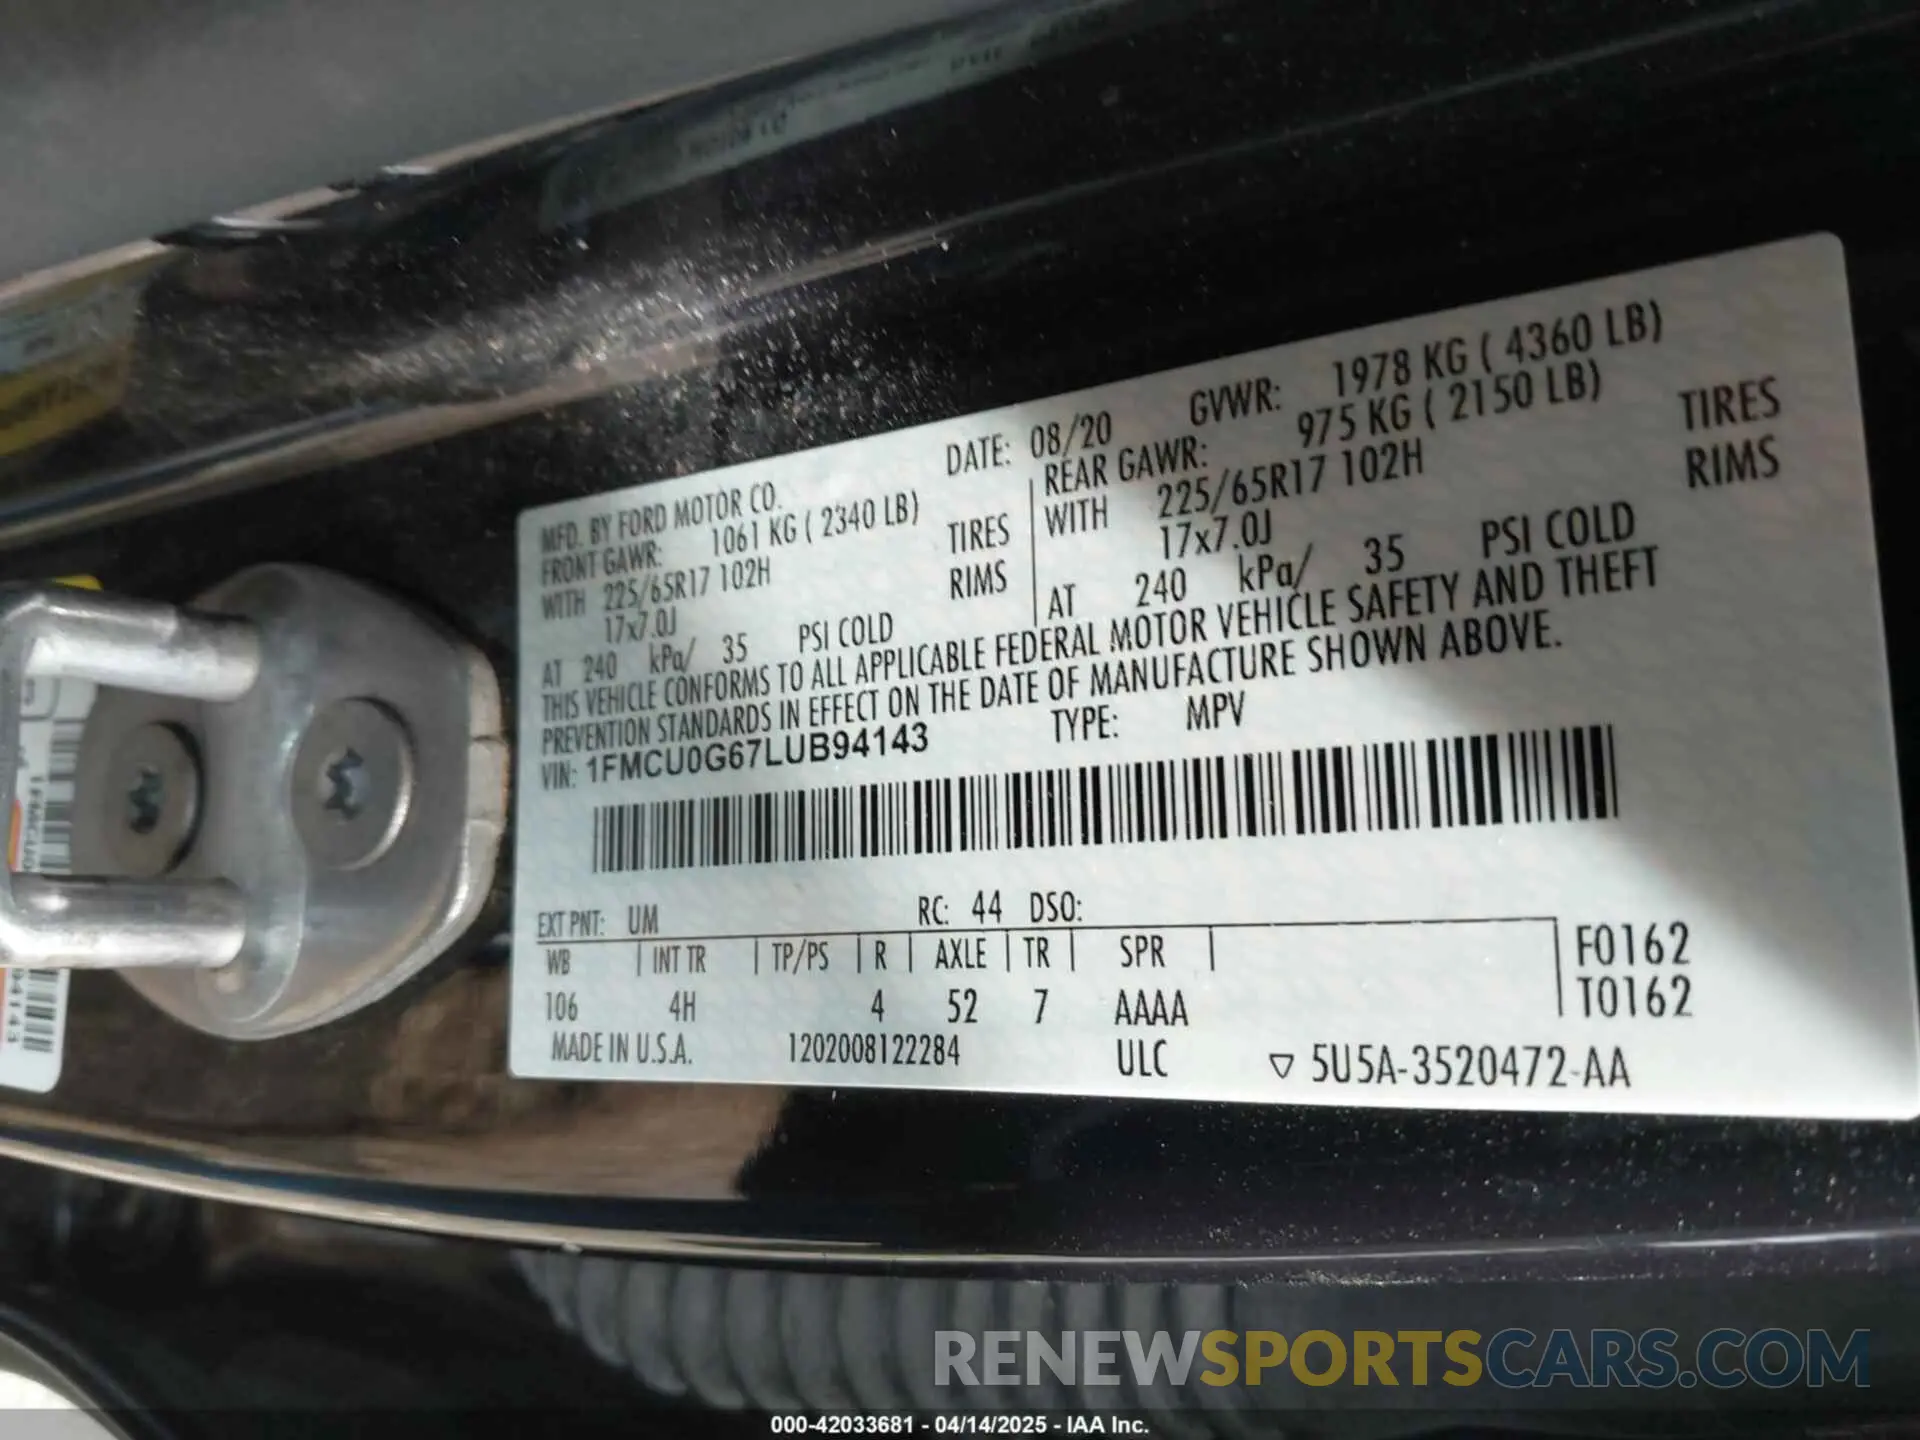 MFD. BY FORD MOTOR CO. DATE: 08/20 GVWR: 1978 KG ( 4360 LB)
FRONT GAWR: 1061 KG ( 2340 LB) REAR GAWR: 975 KG ( 2150 LB)
WITH 225/65R17 102H TIRES WITH 225/65R17 102H TIRES
17x7.0J RIMS 17x7.0J RIMS
AT 240 kPa/ 35 PSI COLD AT 240 kPa/ 35 PSI COLD
THIS VEHICLE CONFORMS TO ALL APPLICABLE FEDERAL MOTOR VEHICLE SAFETY AND THEFT
PREVENTION STANDARDS IN EFFECT ON THE DATE OF MANUFACTURE SHOWN ABOVE.
VIN: 1FMCU0G67LUB94143 TYPE: MPV
EXT PNT: UM RC: 44 DSO:
WB INT TR TP/PS R AXLE TR SPR F0162
106 4H 4 52 7 AAAA T0162
MADE IN U.S.A. 1202008122284 ULC ▽ 5U5A-3520472-AA
1FMCU0
94143
RENEWSPORTSCARS.COM
000-42033681 - 04/14/2025 - IAA Inc.